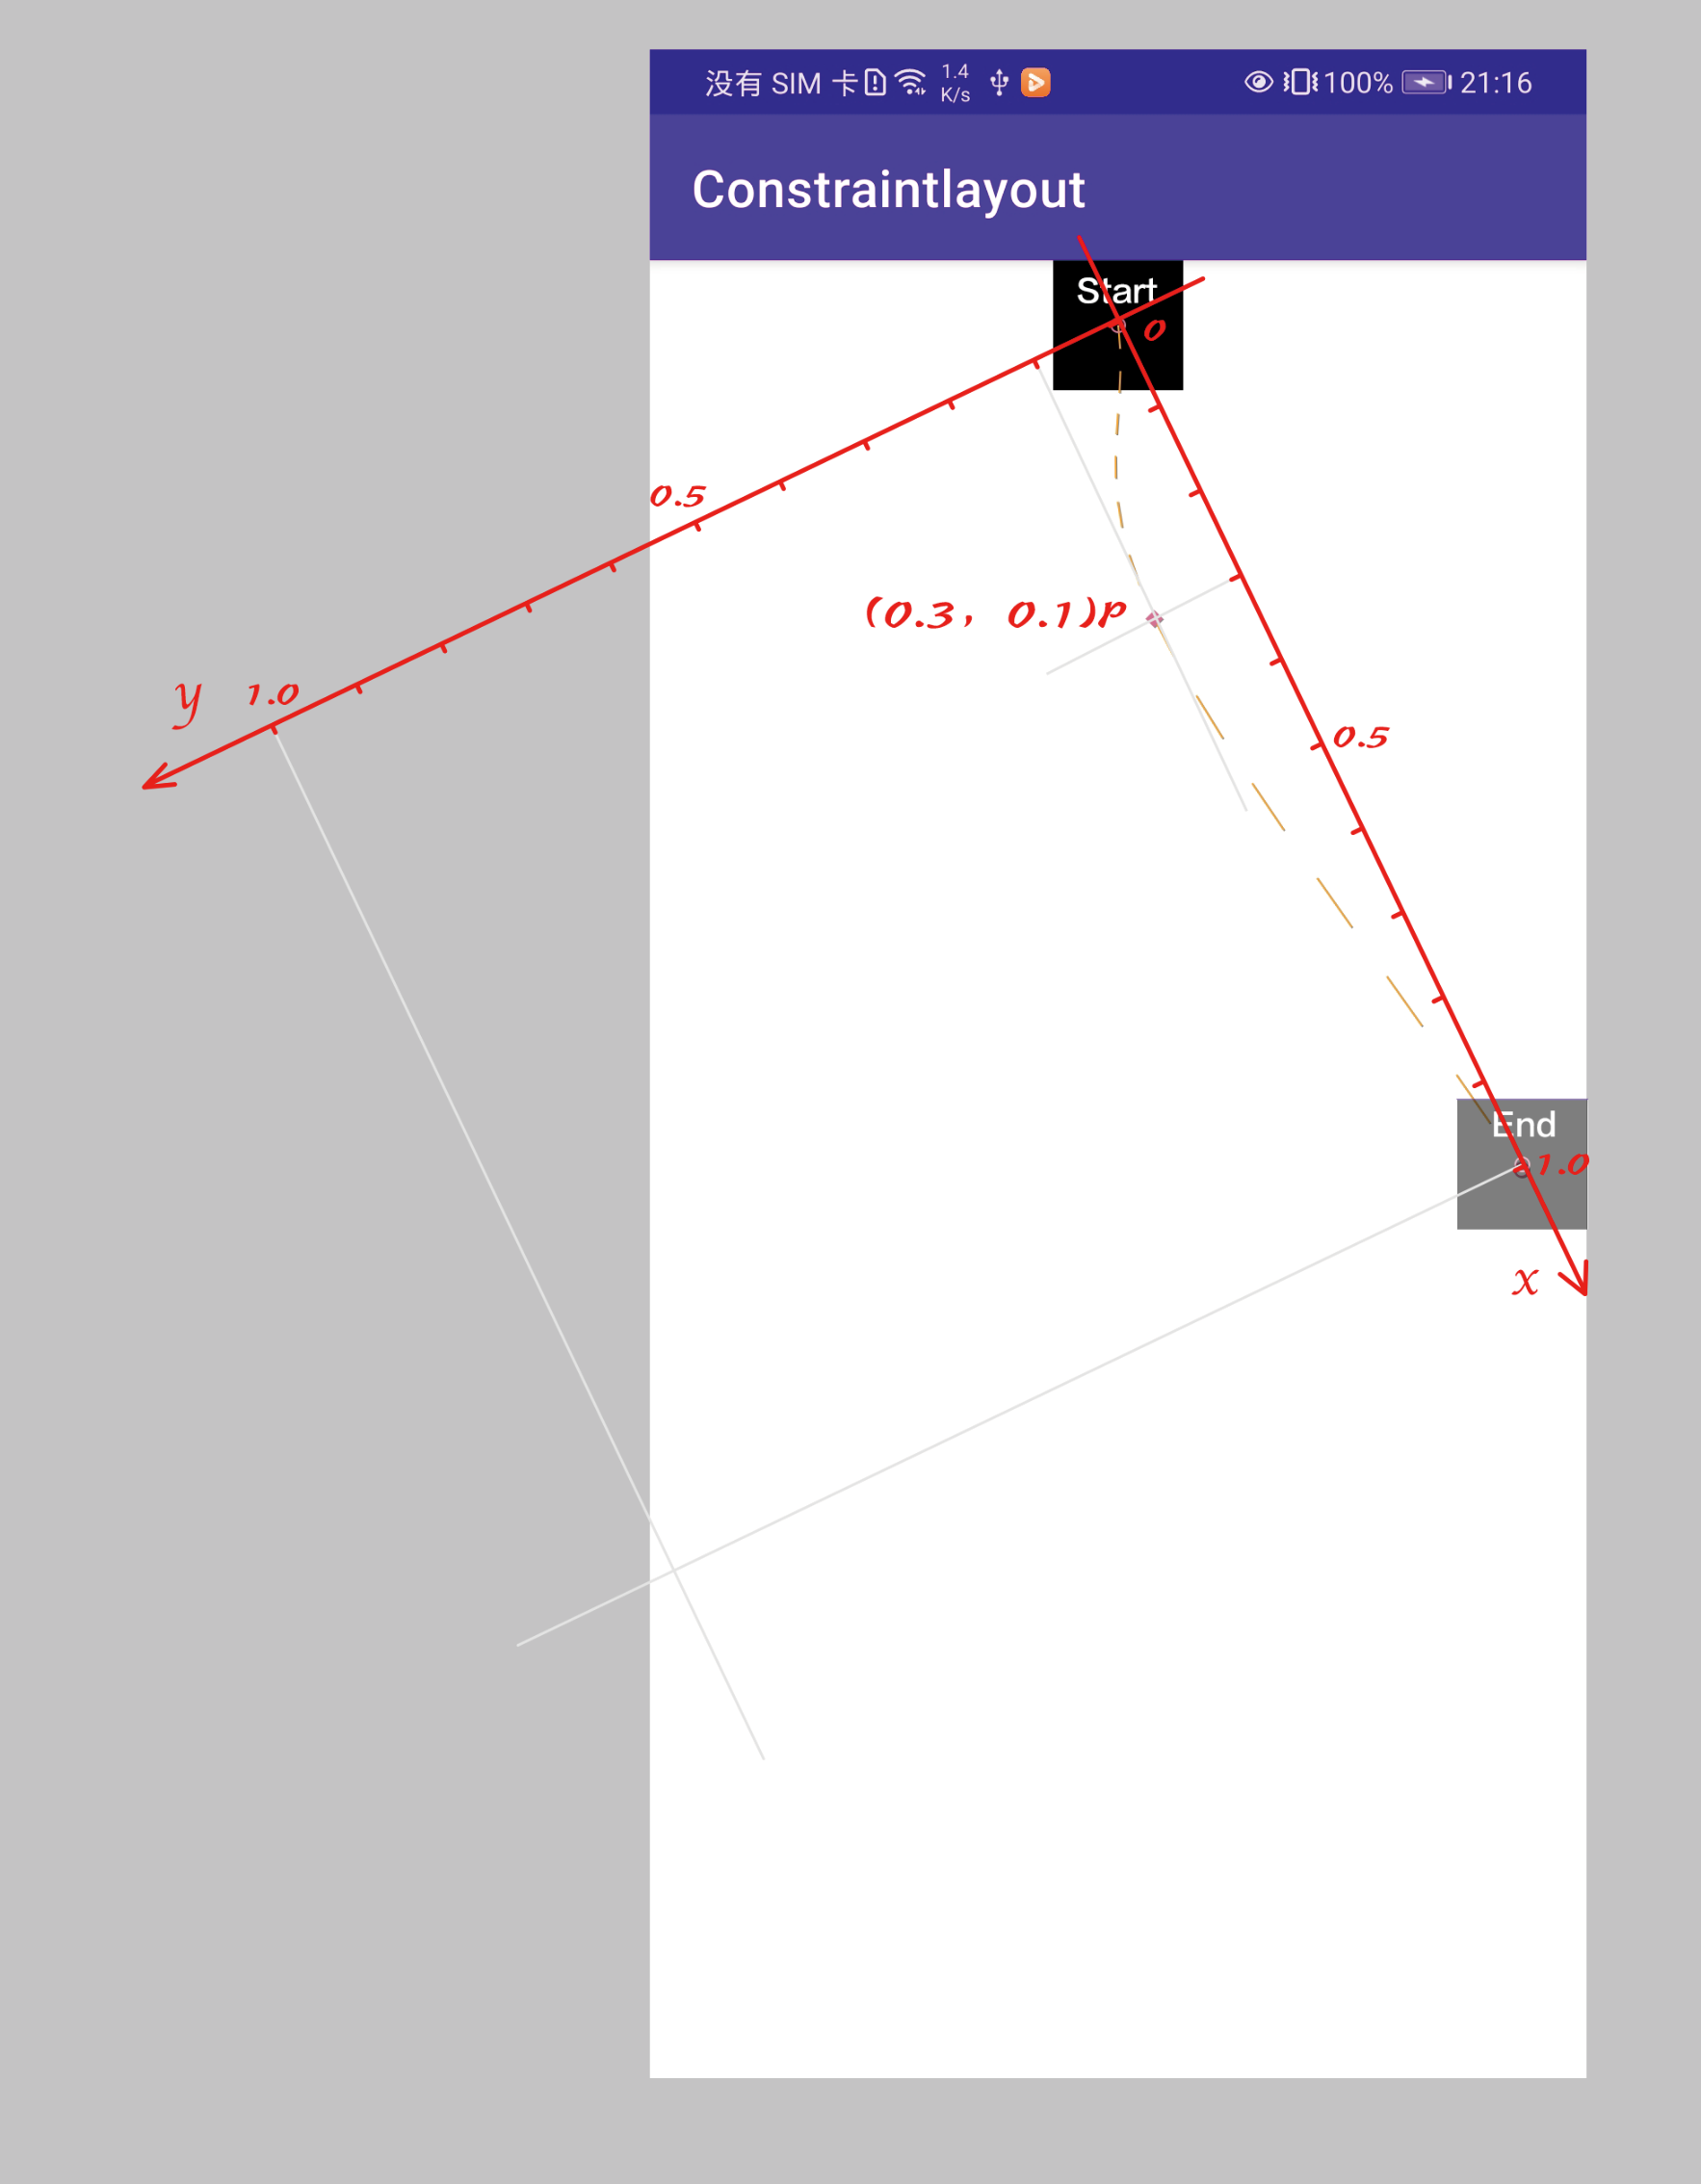 没有 SIM 卡 1.4 K/s 100% 21:16
Constraintlayout
Start
0
0.5
(0.3, 0.1)p
y 1.0
0.5
End
1.0
x